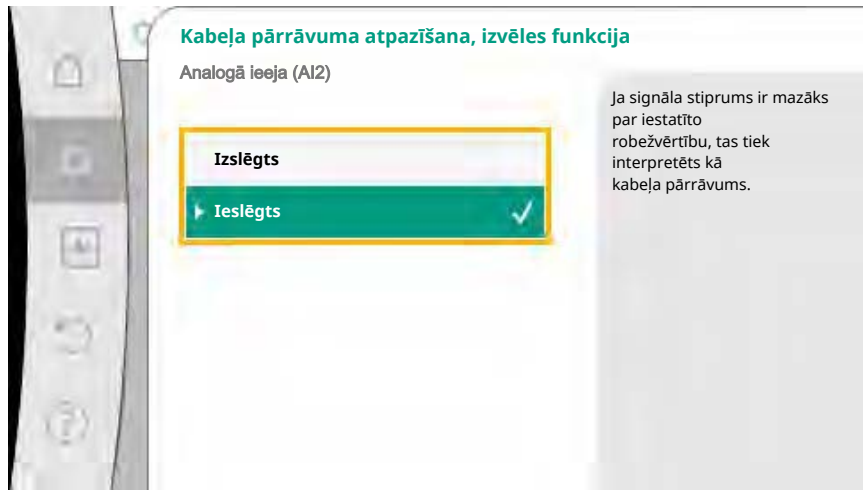 Kabeļa pārrāvuma atpazīšana, izvēles funkcija
Analogā ieeja (AI2)
Ja signāla stiprums ir mazāks
par iestatīto
robežvērtību, tas tiek
interpretēts kā
kabeļa pārrāvums.
Izslēgts
Ieslēgts